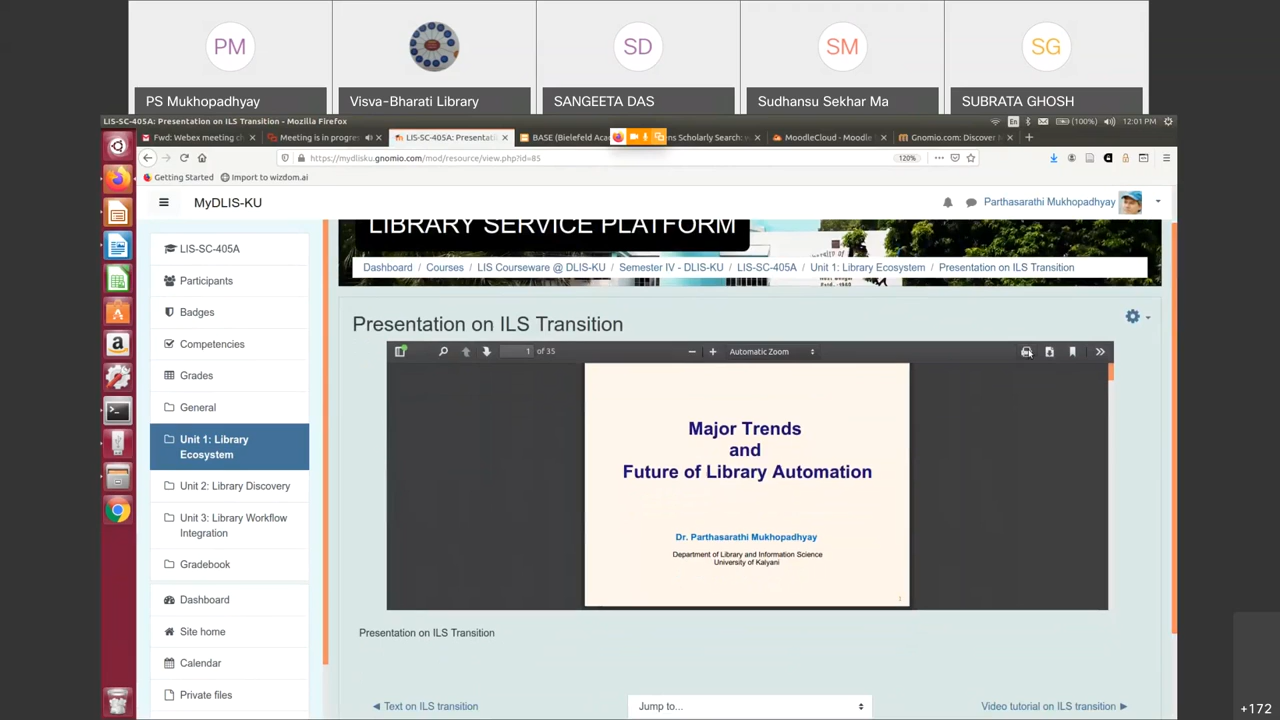 PM
SD
SM
SG
PS Mukhopadhyay
Visva-Bharati Library
SANGEETA DAS
Sudhansu Sekhar Ma
SUBRATA GHOSH
LIS-SC-405A: Presentation on ILS Transition - Mozilla Firefox
En
(100%)
12:01 PM
Fwd: Webex meeting c
Meeting is in progres
LIS-SC-405A: Presentati
BASE (Bielefeld Aca
ns Scholarly Search: w
MoodleCloud - Moodle
Gnomio.com: Discover M
https://mydlisku.gnomio.com/mod/resource/view.php?id=85
120%
Getting Started
Import to wizdom.ai
MyDLIS-KU
Parthasarathi Mukhopadhyay
LIBRARY SERVICE PLATFORM
Dashboard / Courses / LIS Courseware @ DLIS-KU / Semester IV - DLIS-KU / LIS-SC-405A / Unit 1: Library Ecosystem / Presentation on ILS Transition
LIS-SC-405A
Participants
Badges
Competencies
Grades
General
Unit 1: Library
Ecosystem
Unit 2: Library Discovery
Unit 3: Library Workflow
Integration
Gradebook
Dashboard
Site home
Calendar
Private files
Presentation on ILS Transition
1 of 35
Automatic Zoom
Major Trends
and
Future of Library Automation
Dr. Parthasarathi Mukhopadhyay
Department of Library and Information Science
University of Kalyani
1
Presentation on ILS Transition
◄ Text on ILS transition
Jump to...
Video tutorial on ILS transition ►
+172